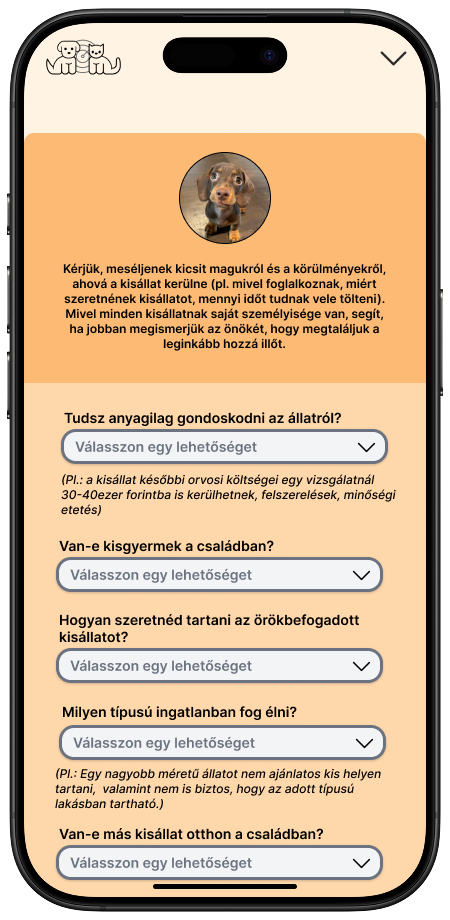 Kérjük, meséljenek kicsit magukról és a körülményekről,
ahová a kisállat kerülne (pl. mivel foglalkoznak, miért
szeretnének kisállatot, mennyi időt tudnak vele tölteni).
Mivel minden kisállatnak saját személyisége van, segít,
ha jobban megismerjük az önökét, hogy megtaláljuk a
leginkább hozzá illőt.
Tudsz anyagilag gondoskodni az állatról?
Válasszon egy lehetőséget
(Pl.: a kisállat későbbi orvosi költségei egy vizsgálatnál
30-40ezer forintba is kerülhetnek, felszerelések, minőségi
etetés)
Van-e kisgyermek a családban?
Válasszon egy lehetőséget
Hogyan szeretnéd tartani az örökbefogadott
kisállatot?
Válasszon egy lehetőséget
Milyen típusú ingatlanban fog élni?
Válasszon egy lehetőséget
(Pl.: Egy nagyobb méretű állatot nem ajánlatos kis helyen
tartani, valamint nem is biztos, hogy az adott típusú
lakásban tartható.)
Van-e más kisállat otthon a családban?
Válasszon egy lehetőséget